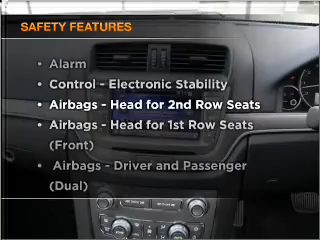 SAFETY FEATURES
• Alarm
• Control - Electronic Stability
• Airbags - Head for 2nd Row Seats
• Airbags - Head for 1st Row Seats
(Front)
• Airbags - Driver and Passenger
(Dual)